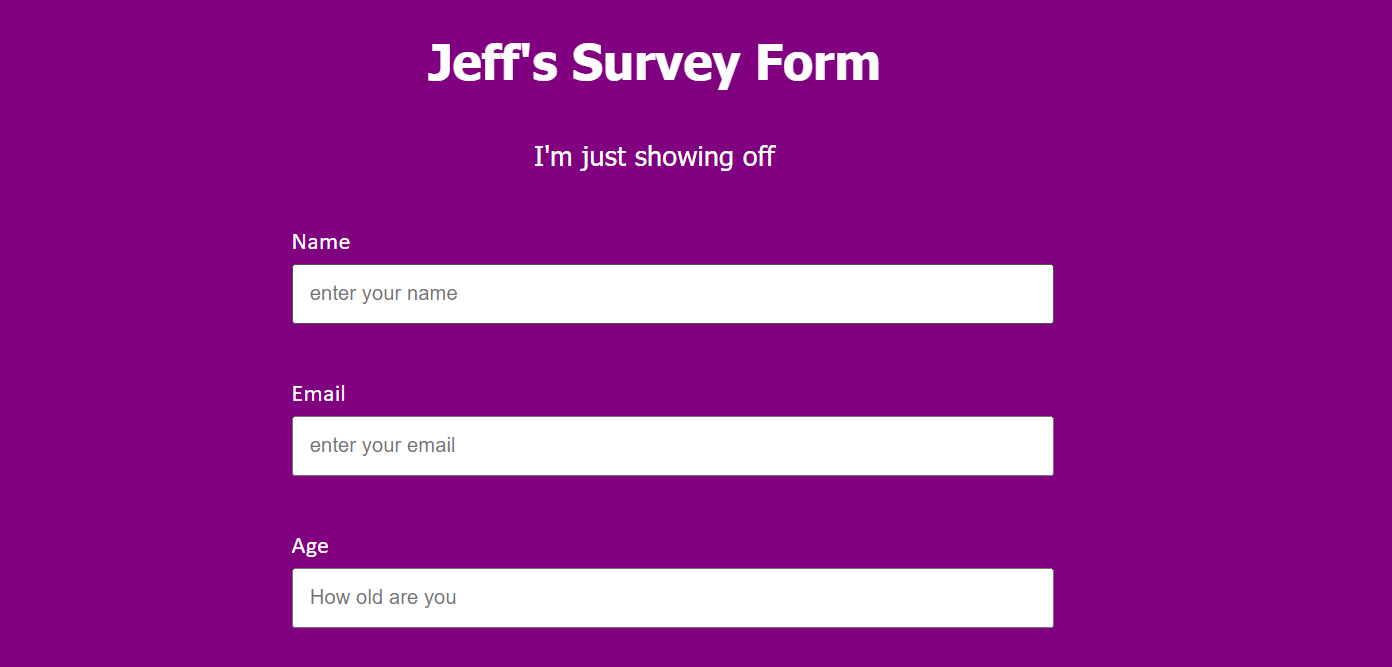 Jeff's Survey Form
I'm just showing off
Name
enter your name
Email
enter your email
Age
How old are you